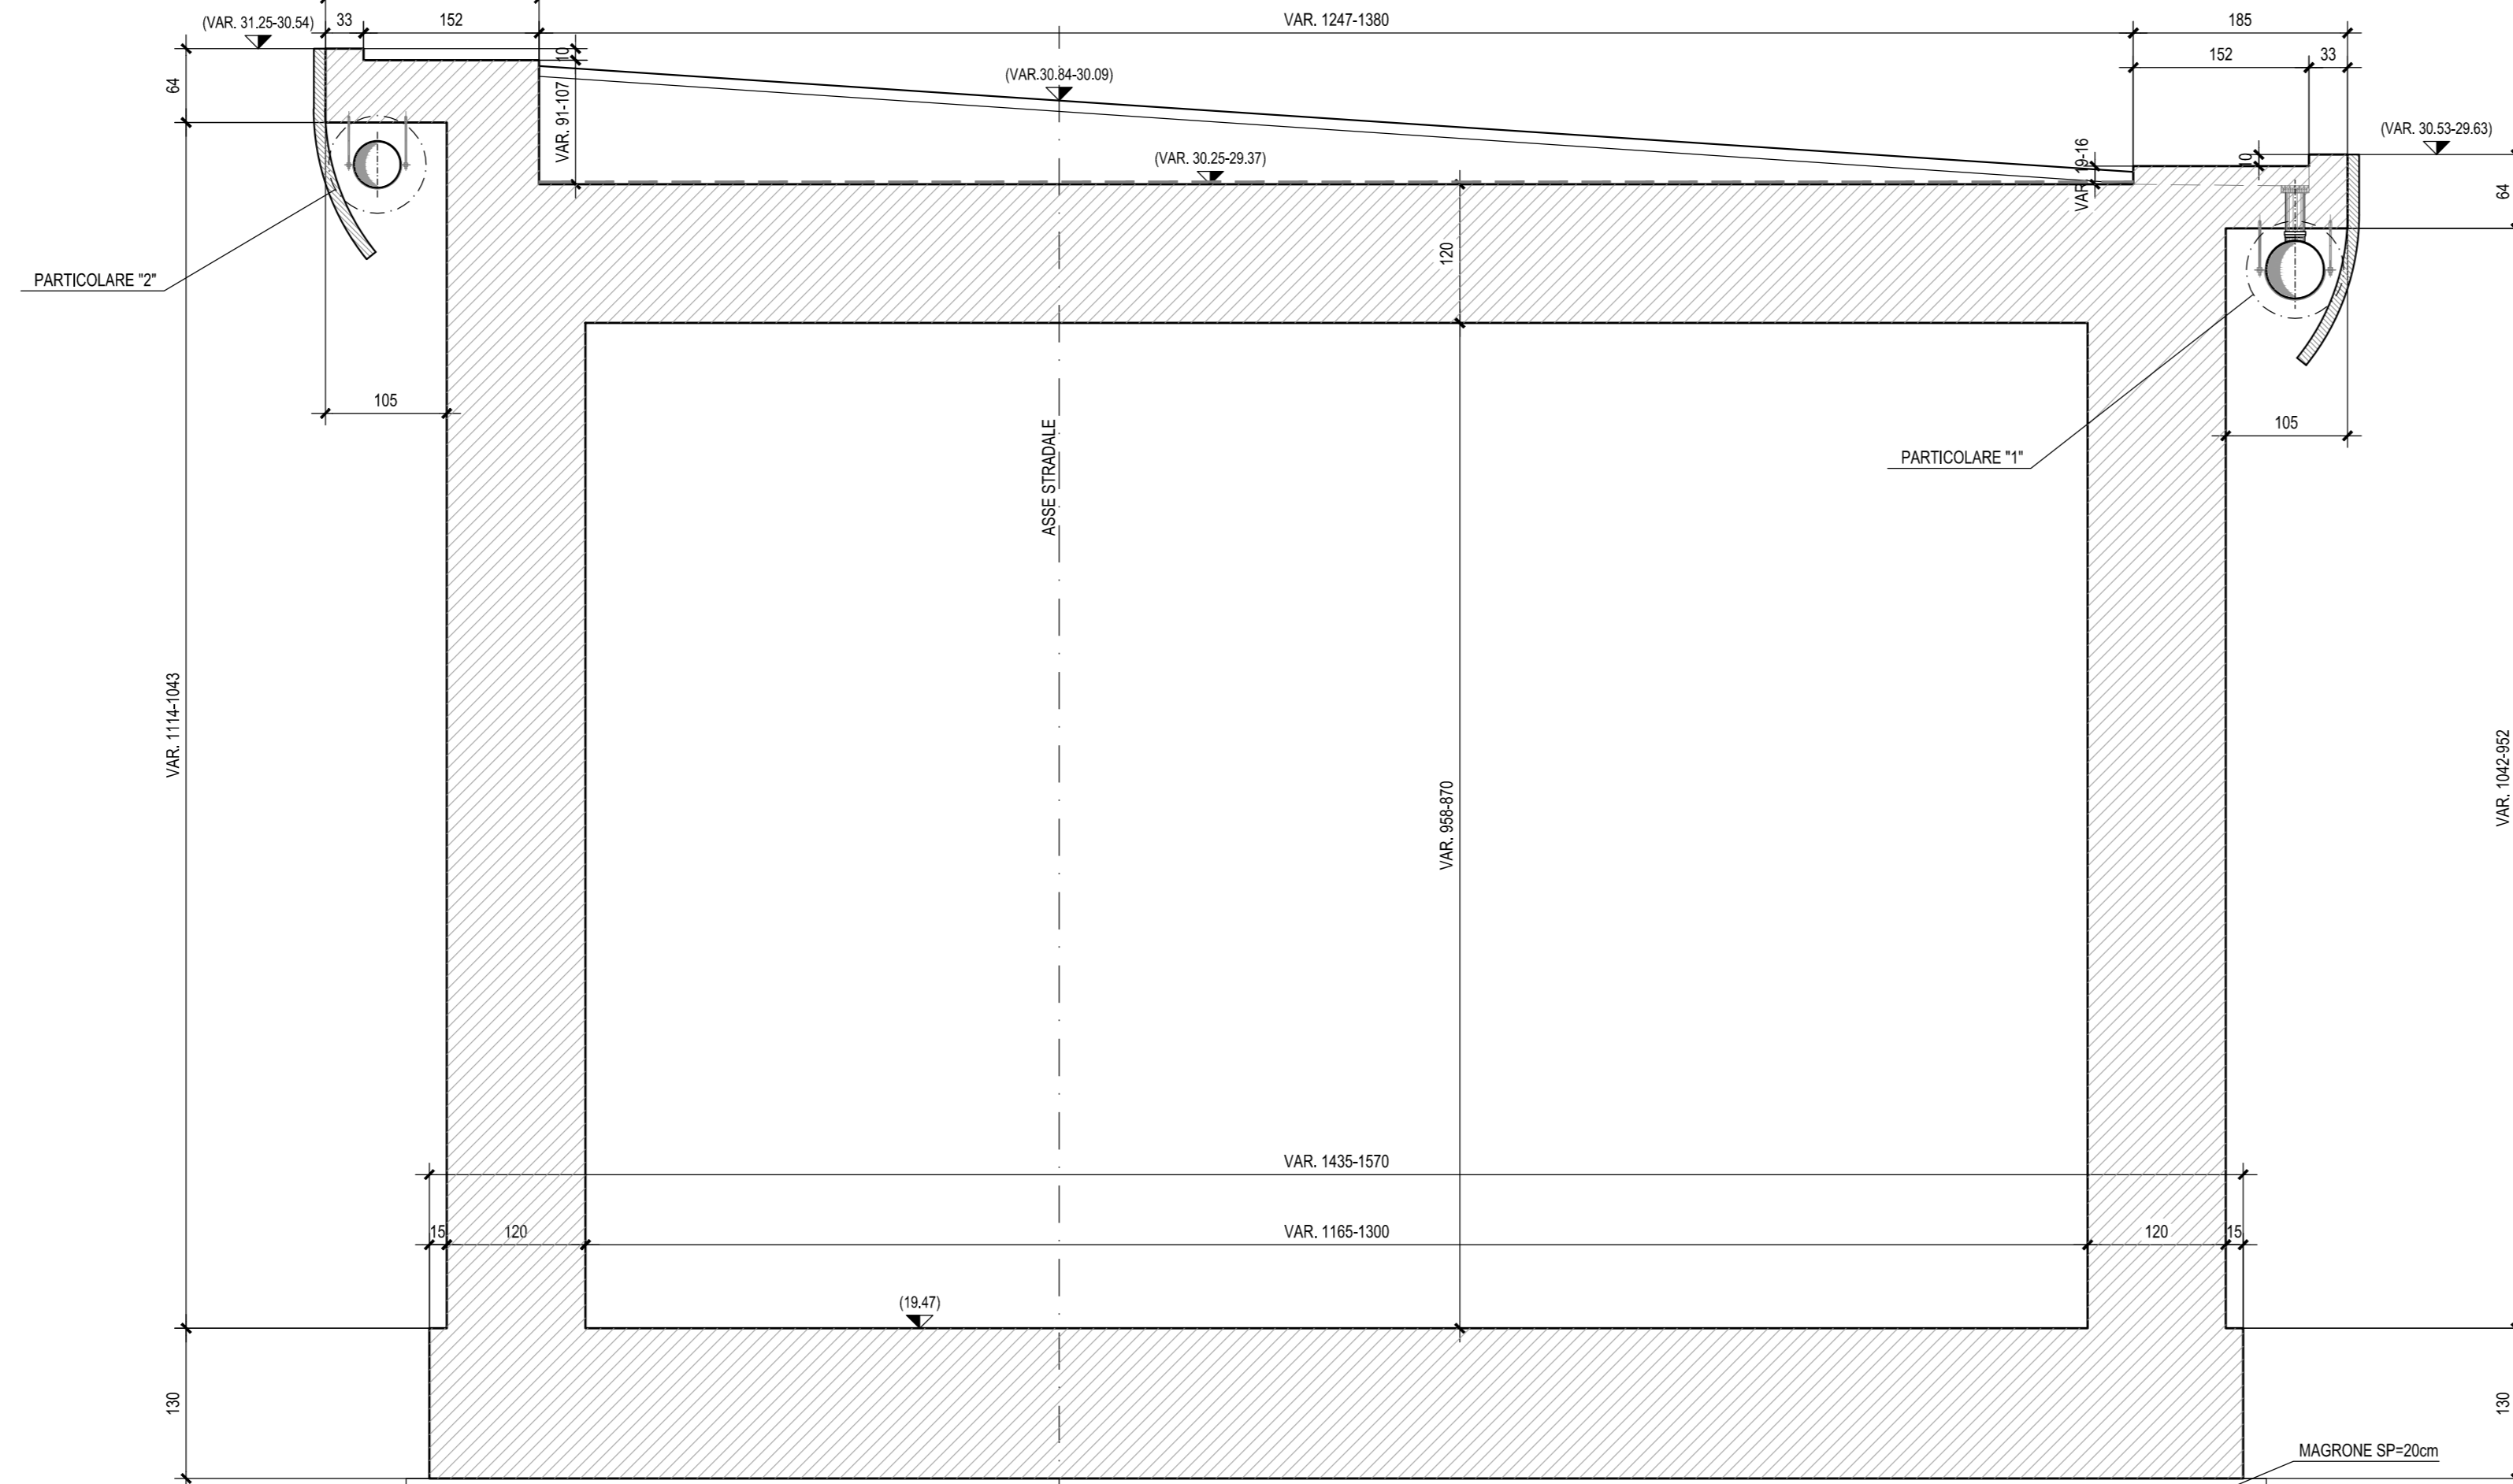 (VAR. 31.25-30.54)
33
152
VAR. 1247-1380
185
152
33
10
64
VAR. 91-107
(VAR.30.84-30.09)
(VAR. 30.25-29.37)
VAR. 19-16
10
(VAR. 30.53-29.63)
64
120
PARTICOLARE "2"
105
ASSE STRADALE
105
PARTICOLARE "1"
VAR. 1114-1043
VAR. 958-870
VAR. 1042-952
VAR. 1435-1570
15
120
VAR. 1165-1300
120
15
(19.47)
130
130
MAGRONE SP=20cm